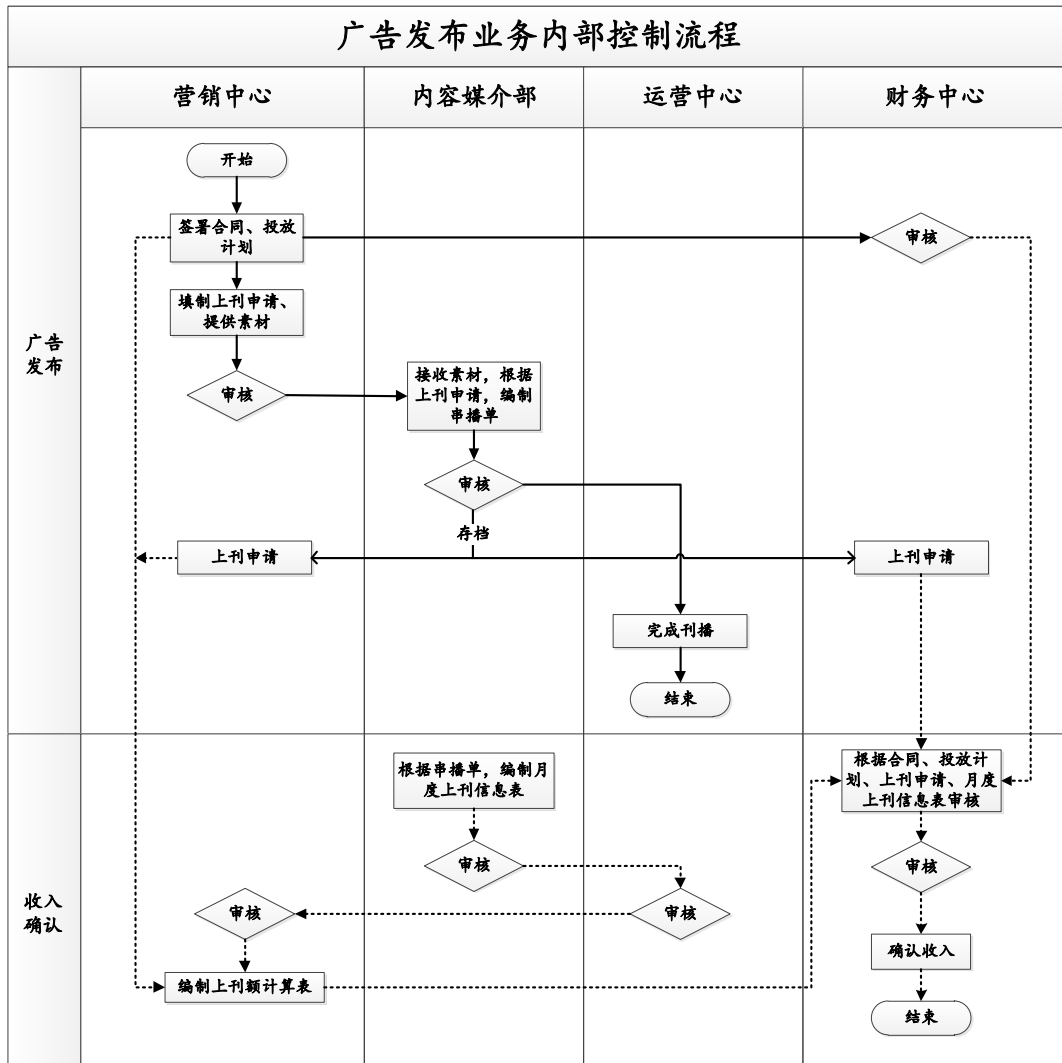 广告发布业务内部控制流程
营销中心
内容媒介部
运营中心
财务中心
广告
发布
开始
签署合同、投放
计划
审核
填制上刊申请、
提供素材
审核
接收素材，根据
上刊申请，编制
串播单
审核
存档
上刊申请
上刊申请
完成刊播
结束
收入
确认
根据串播单，编制月
度上刊信息表
根据合同、投放计
划、上刊申请、月度
上刊信息表审核
审核
审核
审核
审核
编制上刊额计算表
确认收入
结束